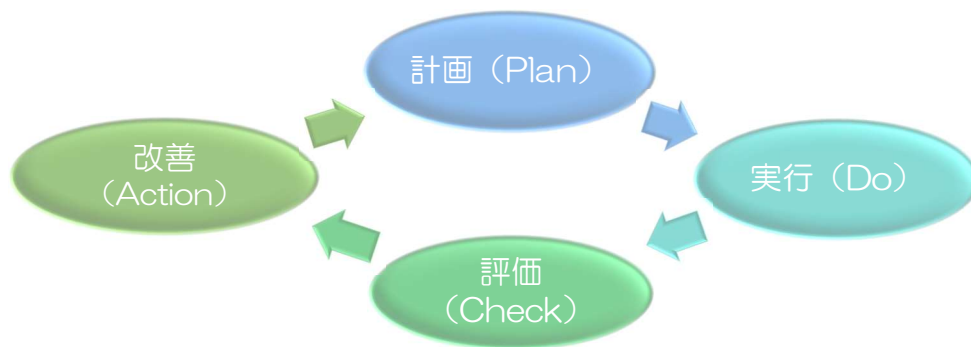 計画（Plan）
実行（Do）
評価
（Check）
改善
（Action）